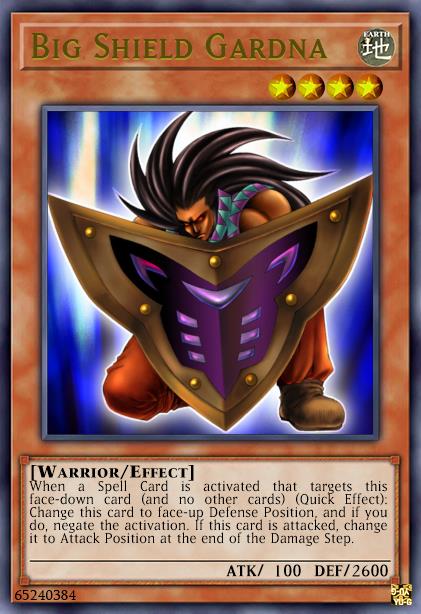 Big Shield Gardna
EARTH
地
[Warrior/Effect]
When a Spell Card is activated that targets this
face-down card (and no other cards) (Quick Effect):
Change this card to face-up Defense Position, and if you
do, negate the activation. If this card is attacked, change
it to Attack Position at the end of the Damage Step.
ATK/ 100 DEF/2600
65240384